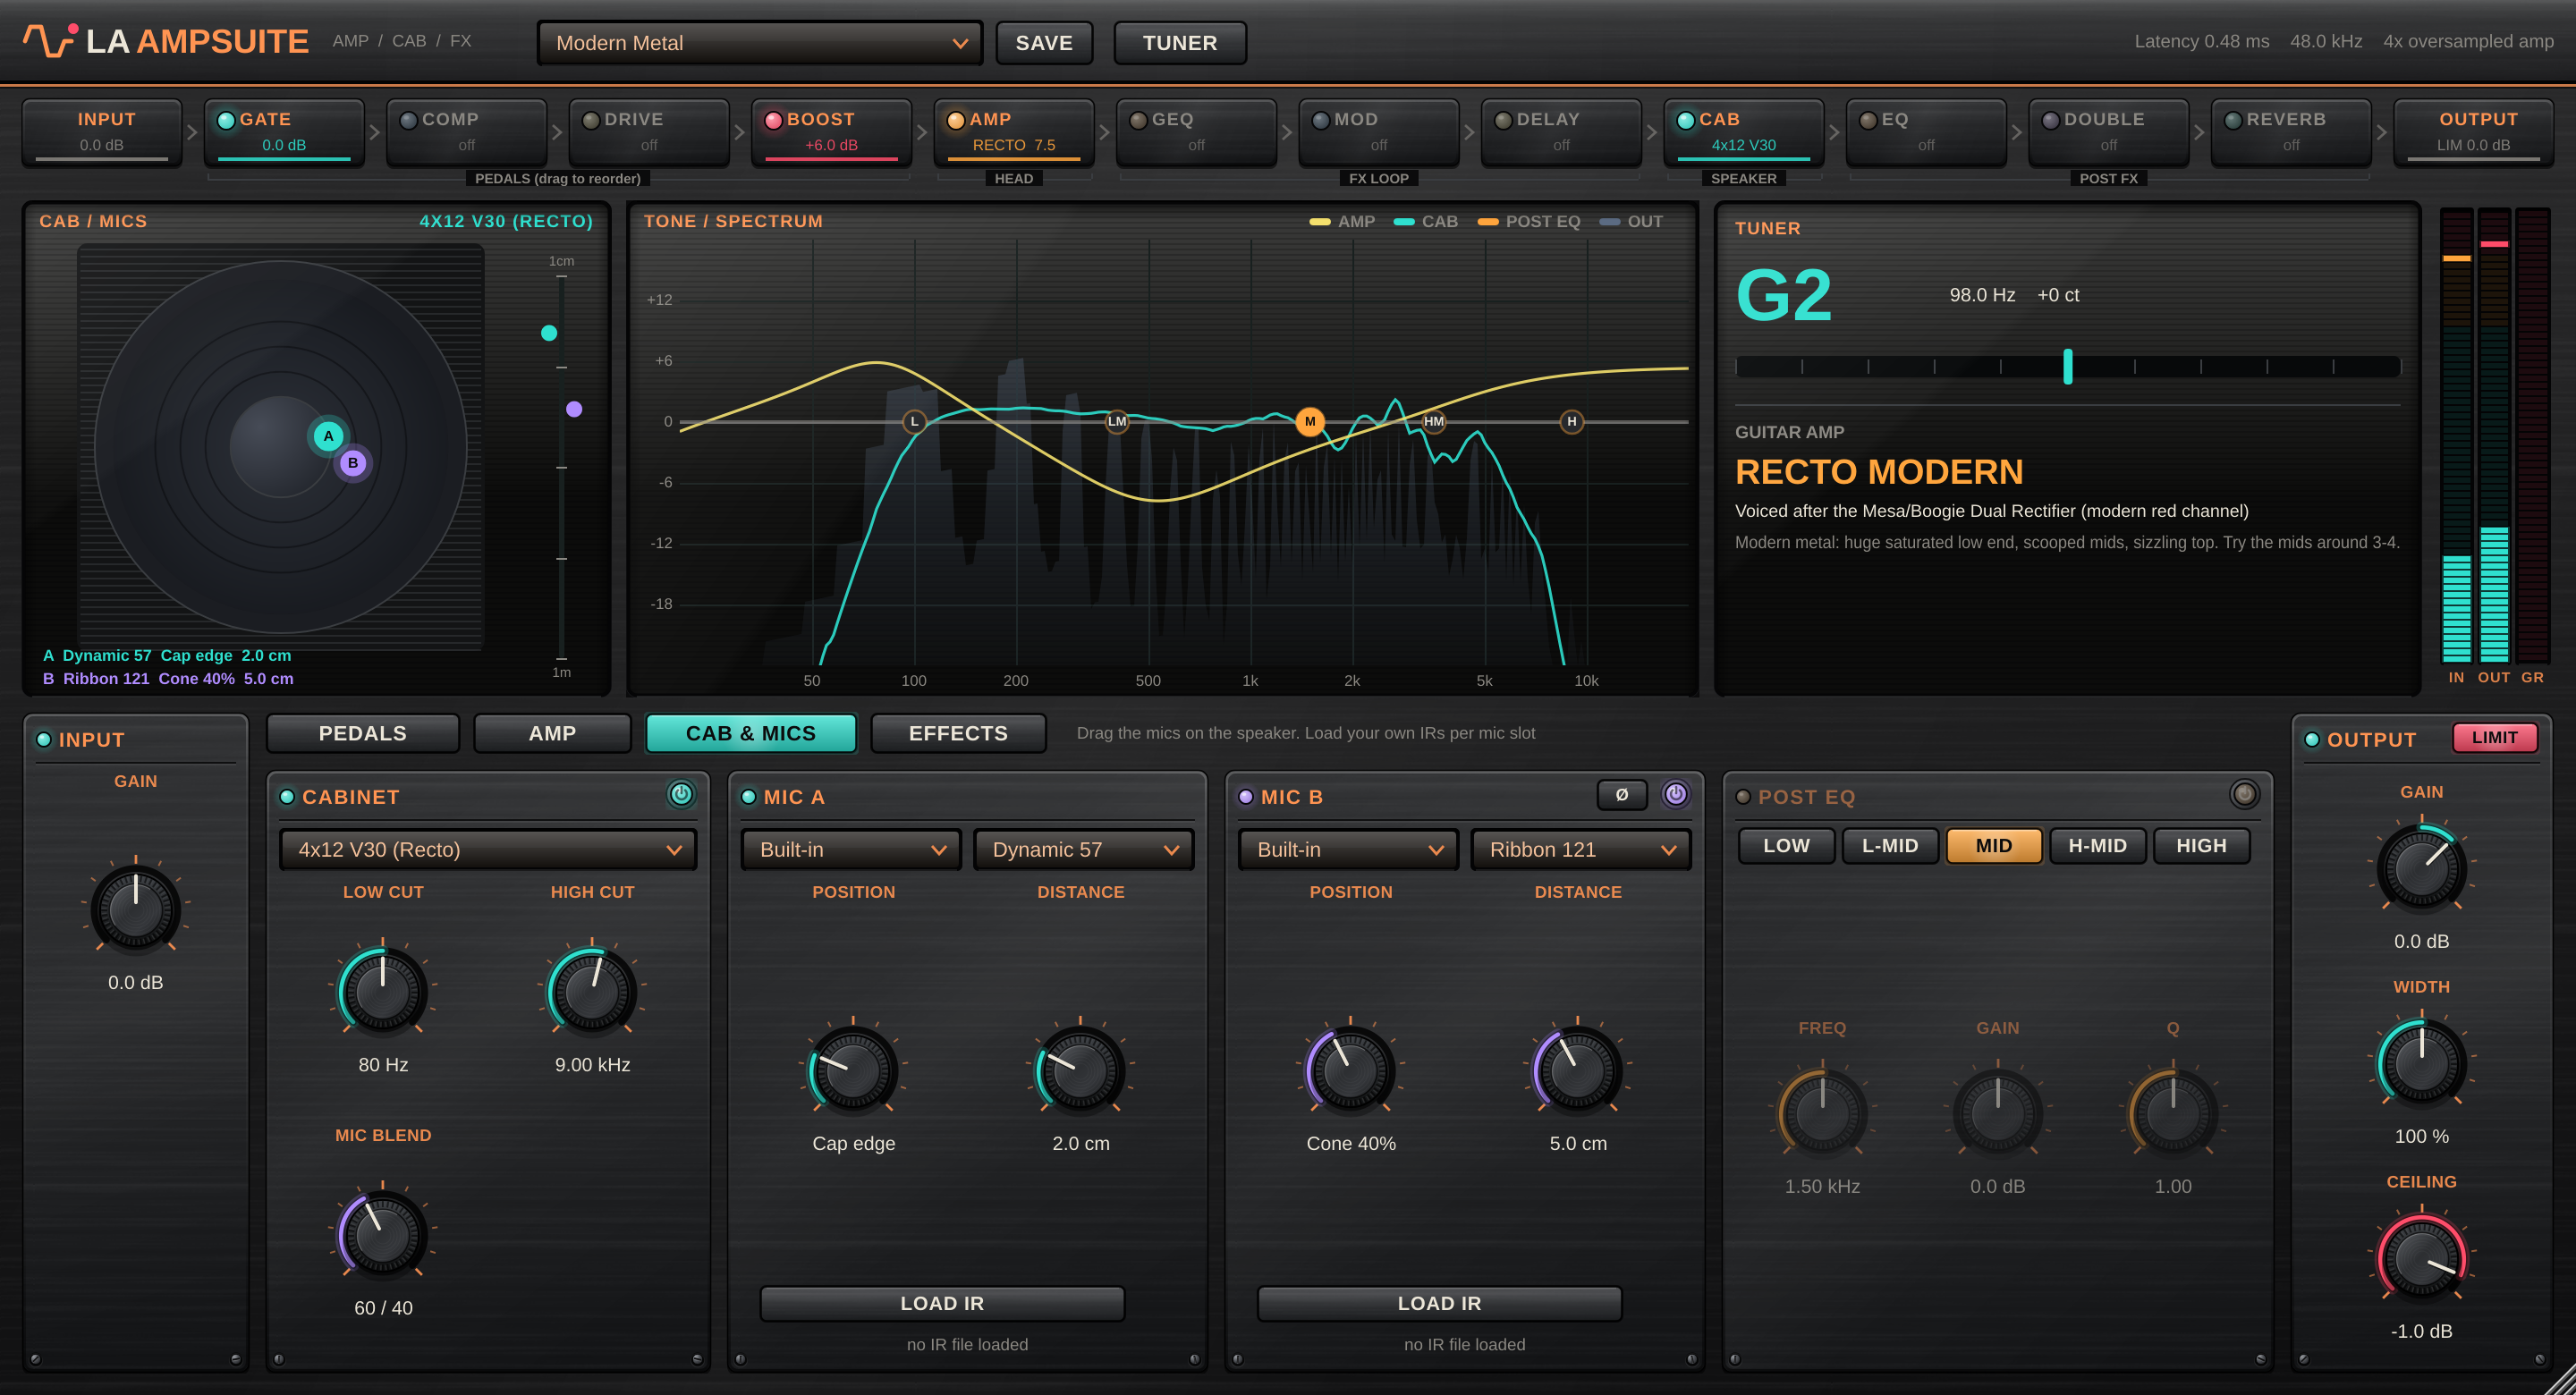 LA AMPSUITE AMP / CAB / FX Modern Metal SAVE TUNER Latency 0.48 ms 48.0 kHz 4x oversampled amp
INPUT GATE COMP DRIVE BOOST AMP GEQ MOD DELAY CAB EQ DOUBLE REVERB OUTPUT
0.0 dB 0.0 dB off off +6.0 dB RECTO 7.5 off off off 4x12 V30 off off off LIM 0.0 dB
PEDALS (drag to reorder) HEAD FX LOOP SPEAKER POST FX
CAB / MICS 4X12 V30 (RECTO)
1cm
A
B
1m
A Dynamic 57 Cap edge 2.0 cm
B Ribbon 121 Cone 40% 5.0 cm
TONE / SPECTRUM AMP CAB POST EQ OUT
+12
+6
0 L LM M HM H
-6
-12
-18
50 100 200 500 1k 2k 5k 10k
TUNER
G2 98.0 Hz +0 ct
GUITAR AMP
RECTO MODERN
Voiced after the Mesa/Boogie Dual Rectifier (modern red channel)
Modern metal: huge saturated low end, scooped mids, sizzling top. Try the mids around 3-4.
IN OUT GR
INPUT
GAIN
0.0 dB
PEDALS AMP CAB & MICS EFFECTS Drag the mics on the speaker. Load your own IRs per mic slot
CABINET
4x12 V30 (Recto)
LOW CUT HIGH CUT
80 Hz 9.00 kHz
MIC BLEND
60 / 40
MIC A
Built-in Dynamic 57
POSITION DISTANCE
Cap edge 2.0 cm
LOAD IR
no IR file loaded
MIC B Ø
Built-in Ribbon 121
POSITION DISTANCE
Cone 40% 5.0 cm
LOAD IR
no IR file loaded
POST EQ
LOW L-MID MID H-MID HIGH
FREQ GAIN Q
1.50 kHz 0.0 dB 1.00
OUTPUT LIMIT
GAIN
0.0 dB
WIDTH
100 %
CEILING
-1.0 dB